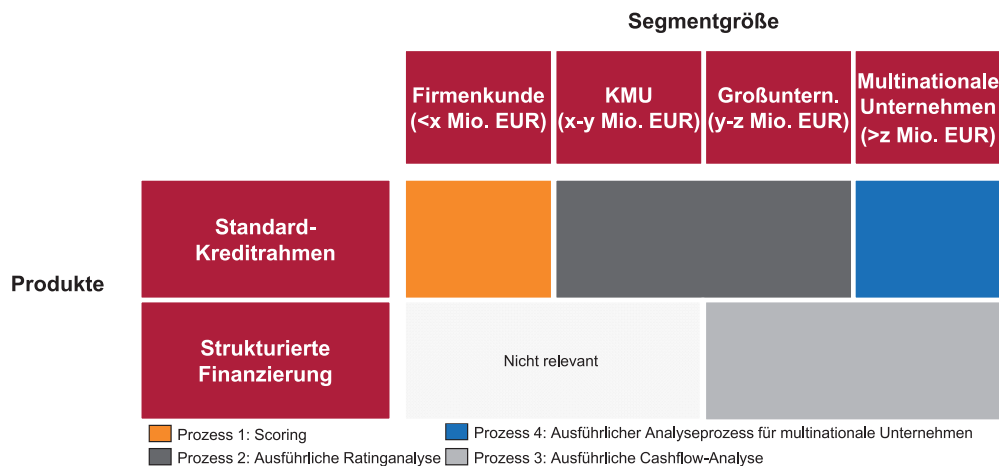 Segmentgröße
Firmenkunde
(<x Mio. EUR)
KMU
(x-y Mio. EUR)
Großuntern.
(y-z Mio. EUR)
Multinationale
Unternehmen
(>z Mio. EUR)
Produkte
Standard-
Kreditrahmen
Strukturierte
Finanzierung
Nicht relevant
Prozess 1: Scoring
Prozess 4: Ausführlicher Analyseprozess für multinationale Unternehmen
Prozess 2: Ausführliche Ratinganalyse
Prozess 3: Ausführliche Cashflow-Analyse